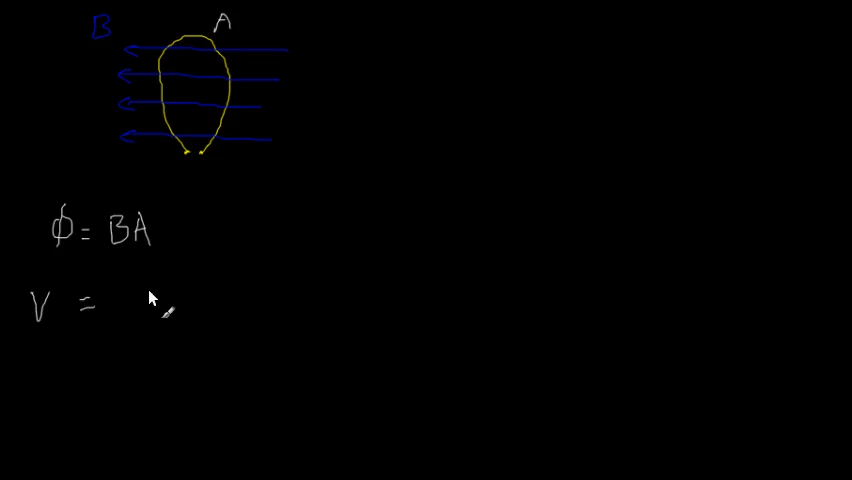 B A
ϕ = BA
V =